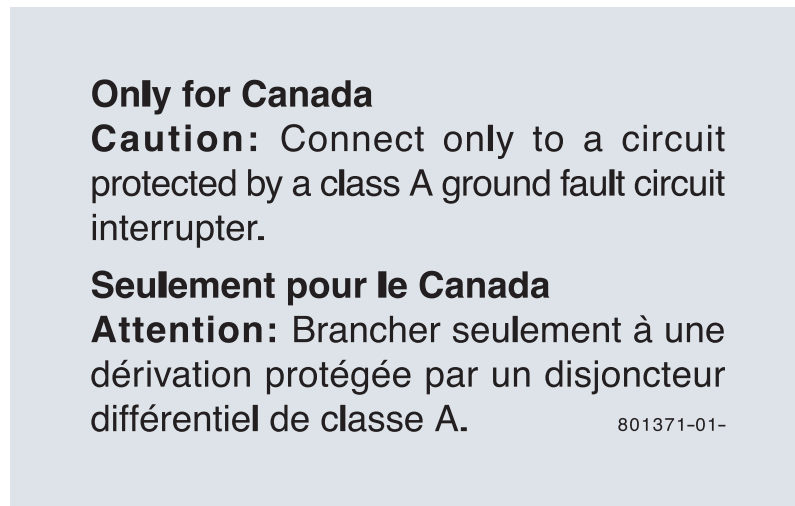 Only for Canada
Caution: Connect only to a circuit
protected by a class A ground fault circuit
interrupter.
Seulement pour le Canada
Attention: Brancher seulement à une
dérivation protégée par un disjoncteur
différentiel de classe A.
801371-01-